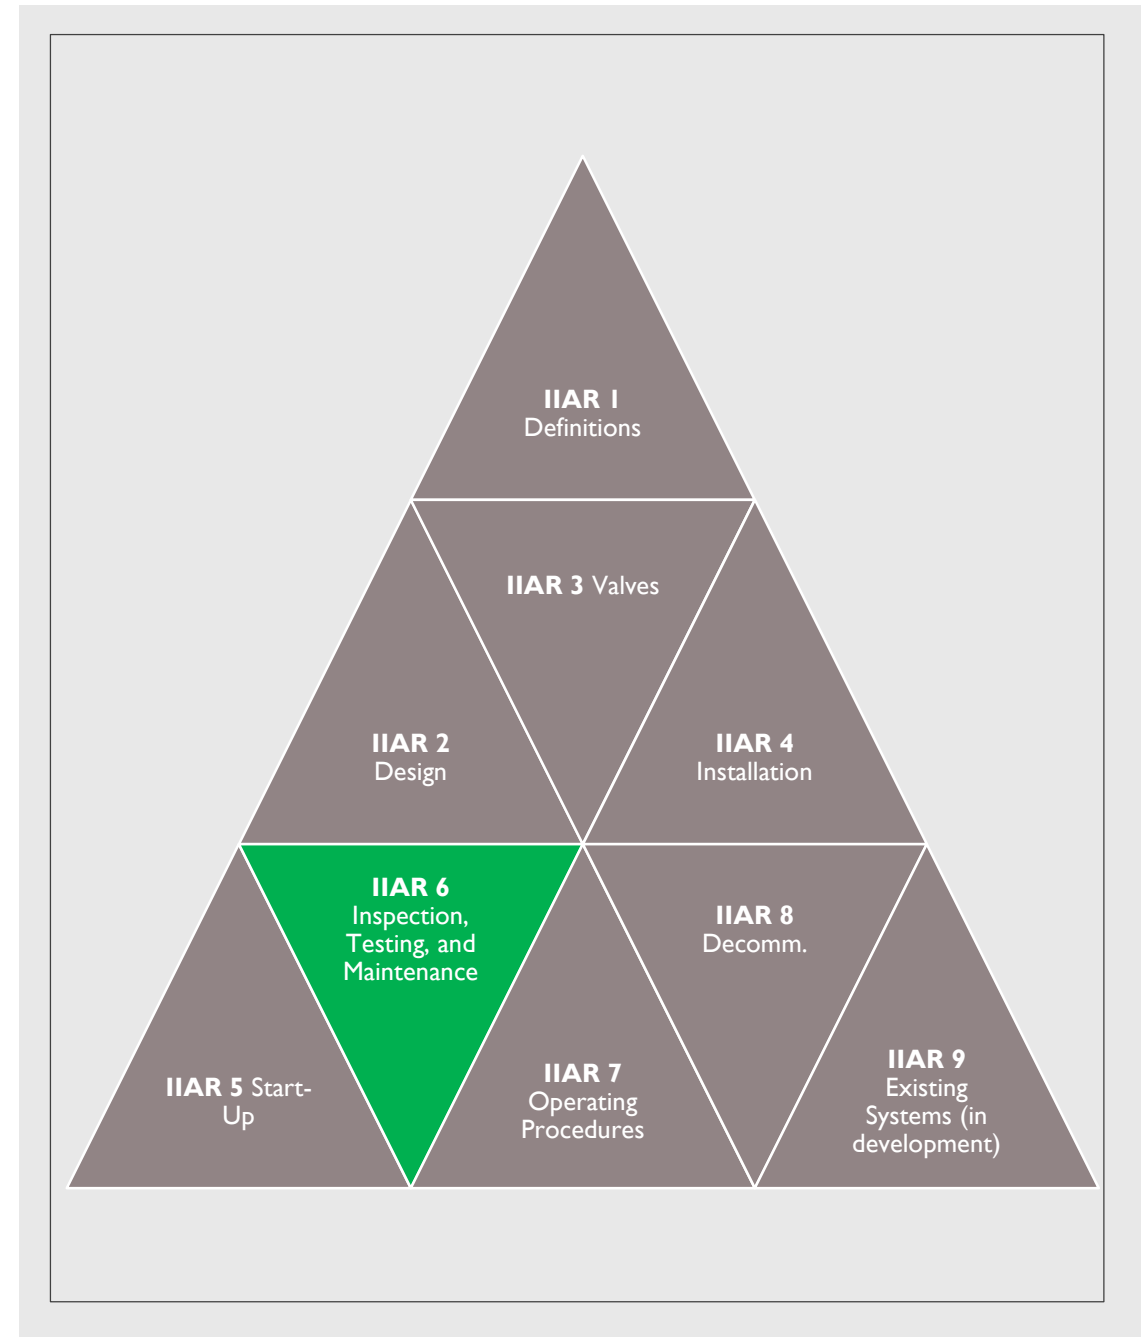 IIAR 1
Definitions
IIAR 3 Valves
IIAR 2
Design
IIAR 4
Installation
IIAR 6
Inspection,
Testing, and
Maintenance
IIAR 8
Decomm.
IIAR 5 Start-
Up
IIAR 7
Operating
Procedures
IIAR 9
Existing
Systems (in
development)